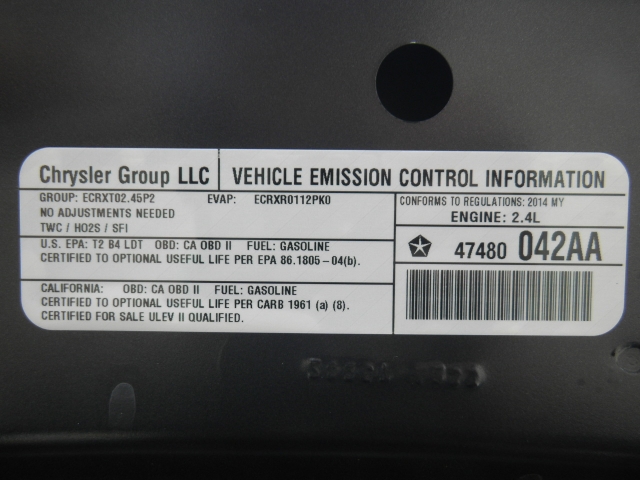 Chrysler Group LLC VEHICLE EMISSION CONTROL INFORMATION
GROUP: ECRXT02.45P2 EVAP: ECRXR0112PK0
NO ADJUSTMENTS NEEDED
TWC / HO2S / SFI
CONFORMS TO REGULATIONS: 2014 MY
ENGINE: 2.4L
U.S. EPA: T2 B4 LDT OBD: CA OBD II FUEL: GASOLINE
CERTIFIED TO OPTIONAL USEFUL LIFE PER EPA 86.1805-04(b).
47480 042AA
CALIFORNIA: OBD: CA OBD II FUEL: GASOLINE
CERTIFIED TO OPTIONAL USEFUL LIFE PER CARB 1961 (a) (8).
CERTIFIED FOR SALE ULEV II QUALIFIED.